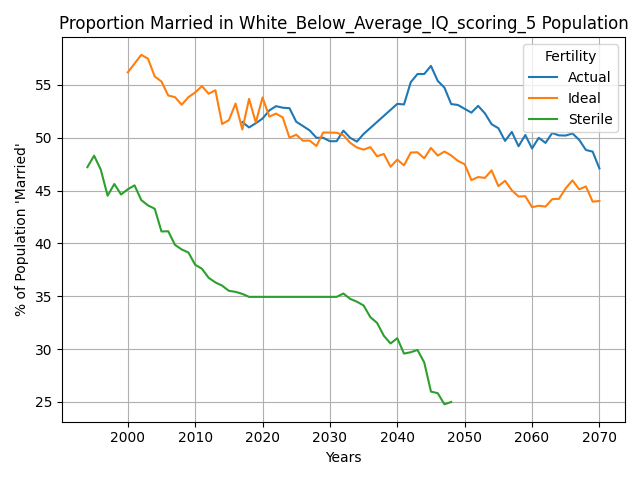 Proportion Married in White_Below_Average_IQ_scoring_5 Population
Fertility
Actual
Ideal
Sterile
% of Population 'Married'
55
50
45
40
35
30
25
2000
2010
2020
2030
2040
2050
2060
2070
Years